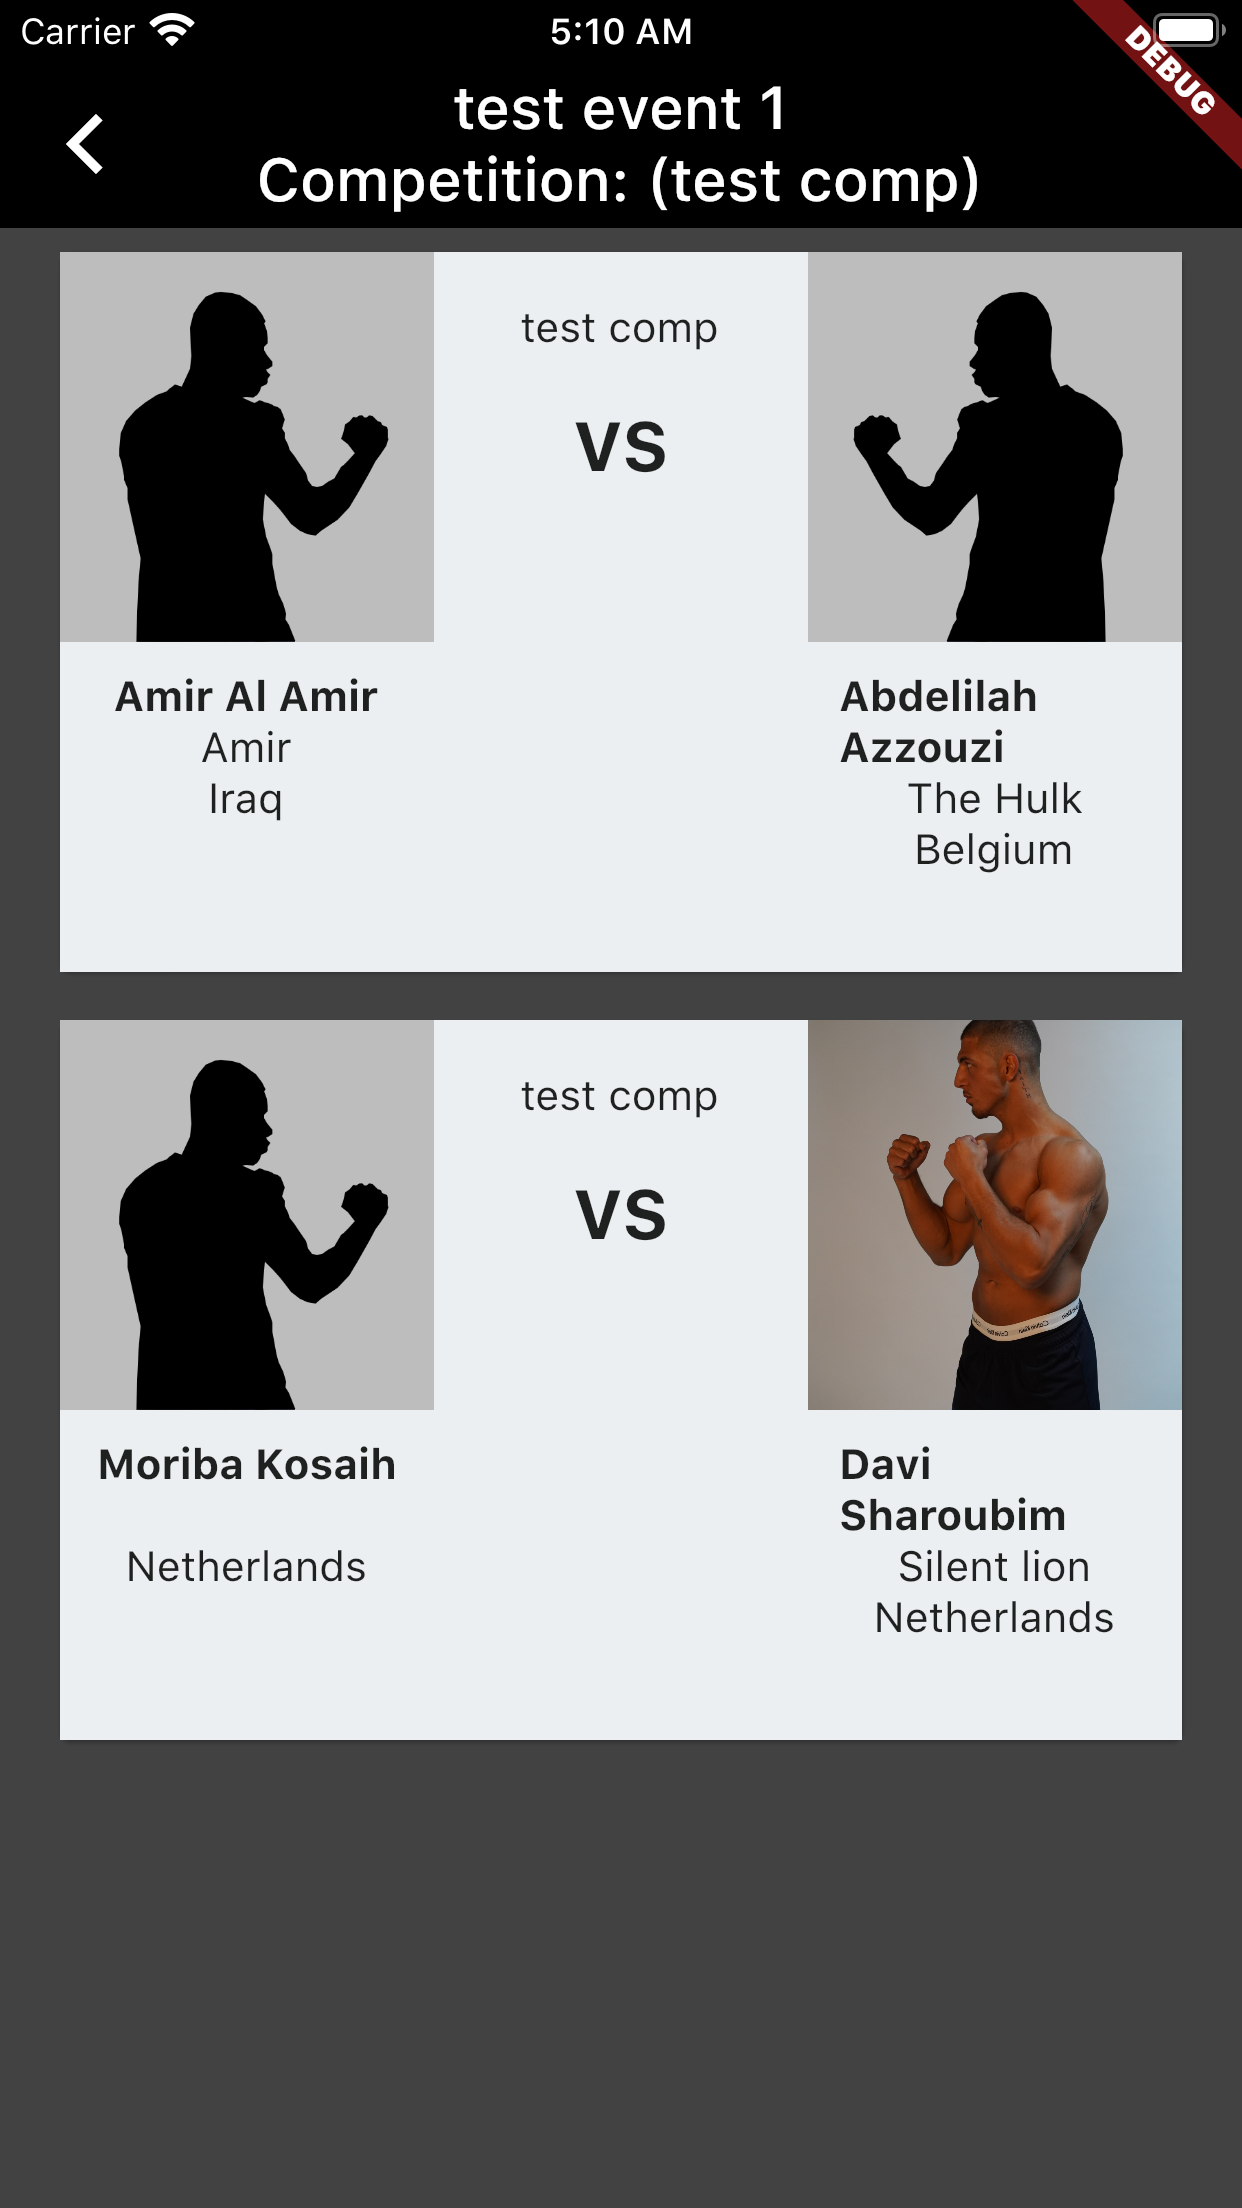 Carrier
5:10 AM
DEBUG
test event 1
Competition: (test comp)
test comp
VS
Amir Al Amir
Amir
Iraq
Abdelilah
Azzouzi
The Hulk
Belgium
test comp
VS
Moriba Kosaih
Netherlands
Davi
Sharoubim
Silent lion
Netherlands